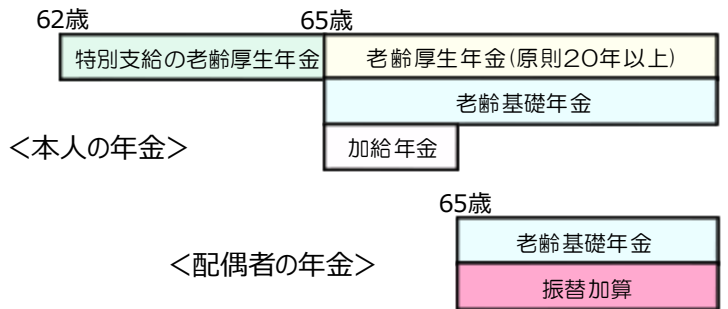 62歳 65歳
特別支給の老齢厚生年金 老齢厚生年金(原則20年以上)
老齢基礎年金
<本人の年金> 加給年金
65歳
老齢基礎年金
<配偶者の年金>
振替加算